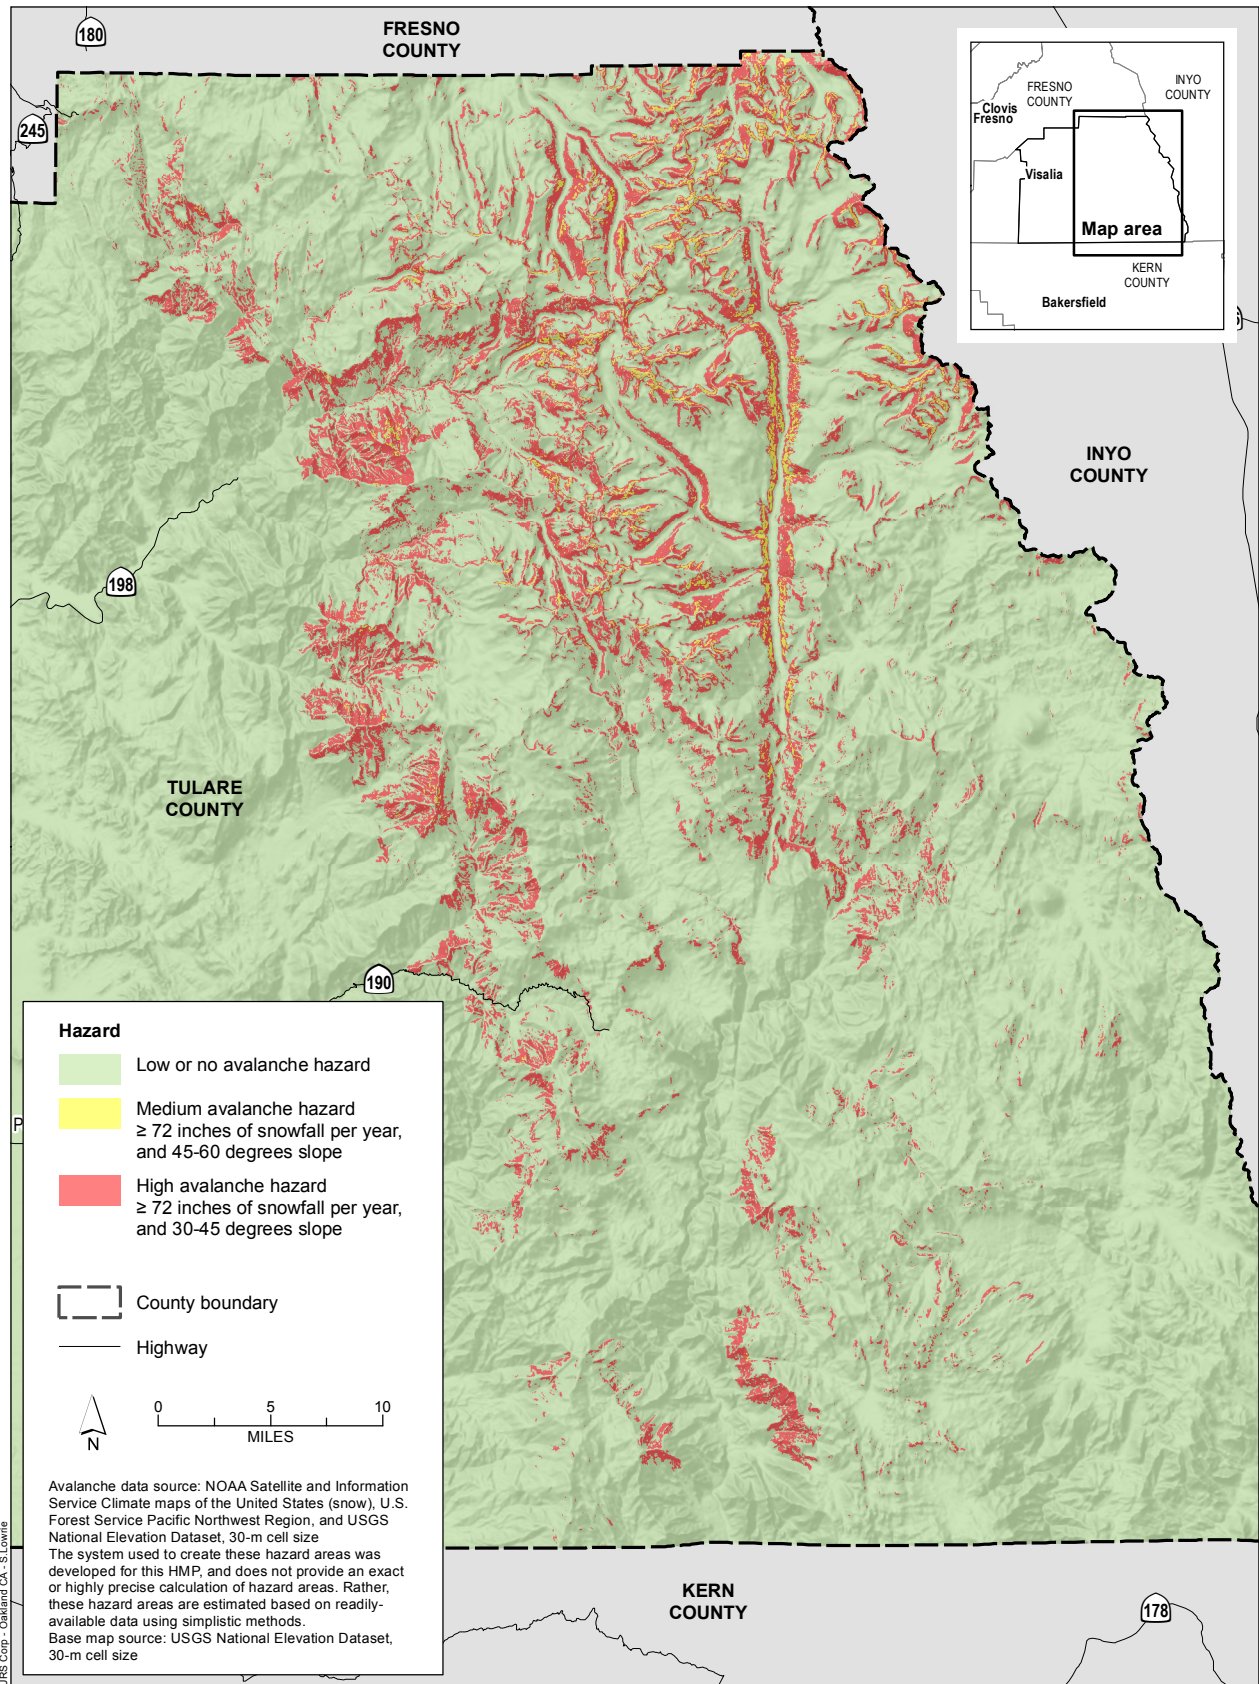 180
FRESNO
COUNTY
245
FRESNO
COUNTY
INYO
COUNTY
Clovis
Fresno
Visalia
Map area
KERN
COUNTY
Bakersfield
INYO
COUNTY
198
TULARE
COUNTY
190
Hazard
Low or no avalanche hazard
Medium avalanche hazard
≥ 72 inches of snowfall per year,
and 45-60 degrees slope
High avalanche hazard
≥ 72 inches of snowfall per year,
and 30-45 degrees slope
County boundary
Highway
0 5 10
MILES
N
Avalanche data source: NOAA Satellite and Information
Service Climate maps of the United States (snow), U.S.
Forest Service Pacific Northwest Region, and USGS
National Elevation Dataset, 30-m cell size
The system used to create these hazard areas was
developed for this HMP, and does not provide an exact
or highly precise calculation of hazard areas. Rather,
these hazard areas are estimated based on readily-
available data using simplistic methods.
Base map source: USGS National Elevation Dataset,
30-m cell size
URS Corp - Oakland CA - S.Lowrie
P
KERN
COUNTY
178